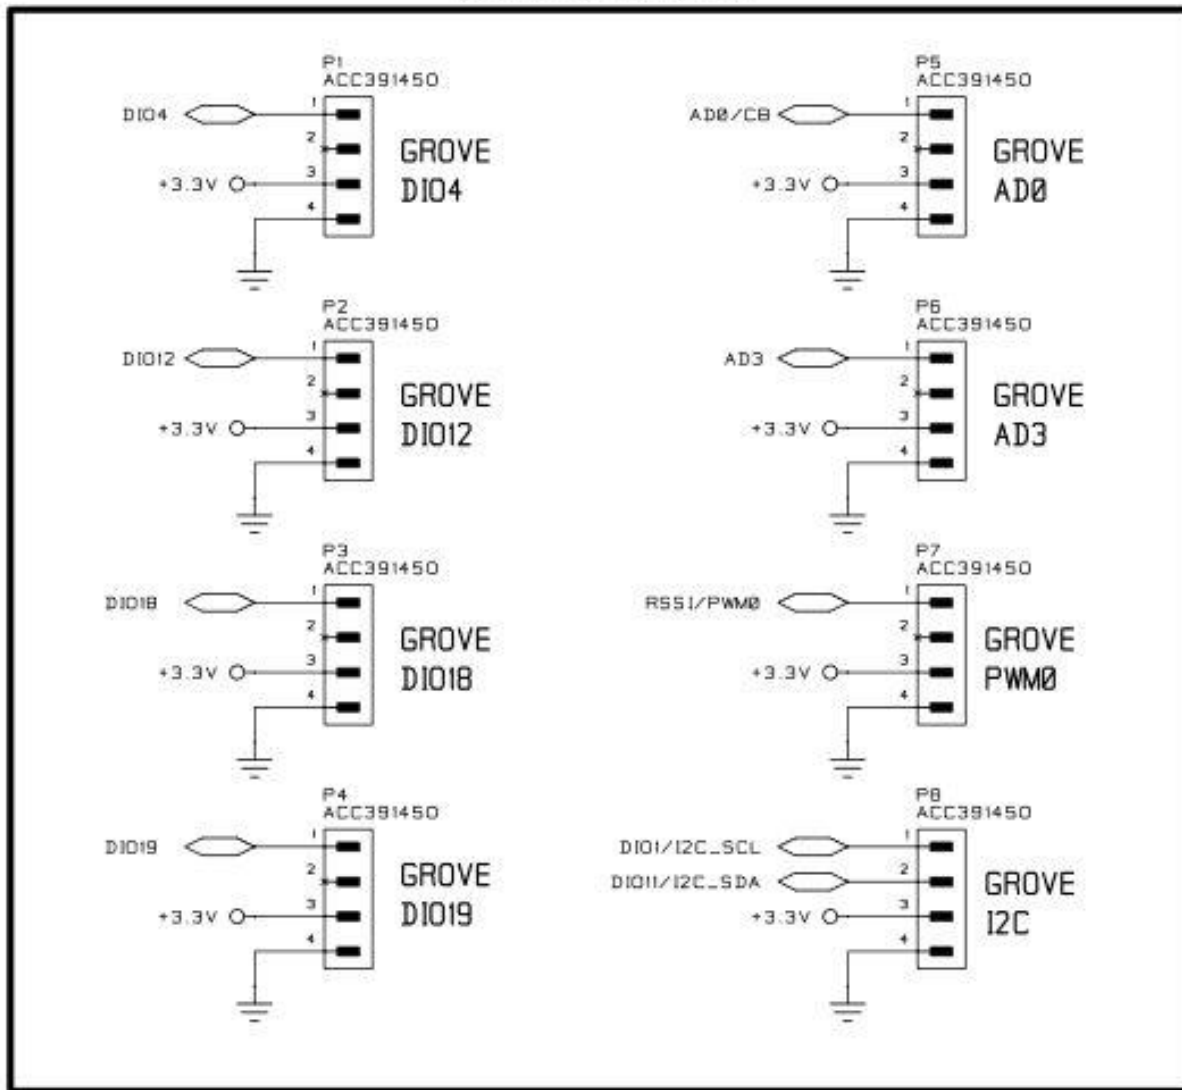 P1
ACC391450
DIO4
1
2
+3.3V
3
4
GROVE
DIO4
P2
ACC391450
DIO12
1
2
+3.3V
3
4
GROVE
DIO12
P3
ACC391450
DIO18
1
2
+3.3V
3
4
GROVE
DIO18
P4
ACC391450
DIO19
1
2
+3.3V
3
4
GROVE
DIO19
P5
ACC391450
AD0/CB
1
2
+3.3V
3
4
GROVE
AD0
P6
ACC391450
AD3
1
2
+3.3V
3
4
GROVE
AD3
P7
ACC391450
RSSI/PWM0
1
2
+3.3V
3
4
GROVE
PWM0
P8
ACC391450
DIO1/I2C_SCL
1
DIO11/I2C_SDA
2
+3.3V
3
4
GROVE
I2C